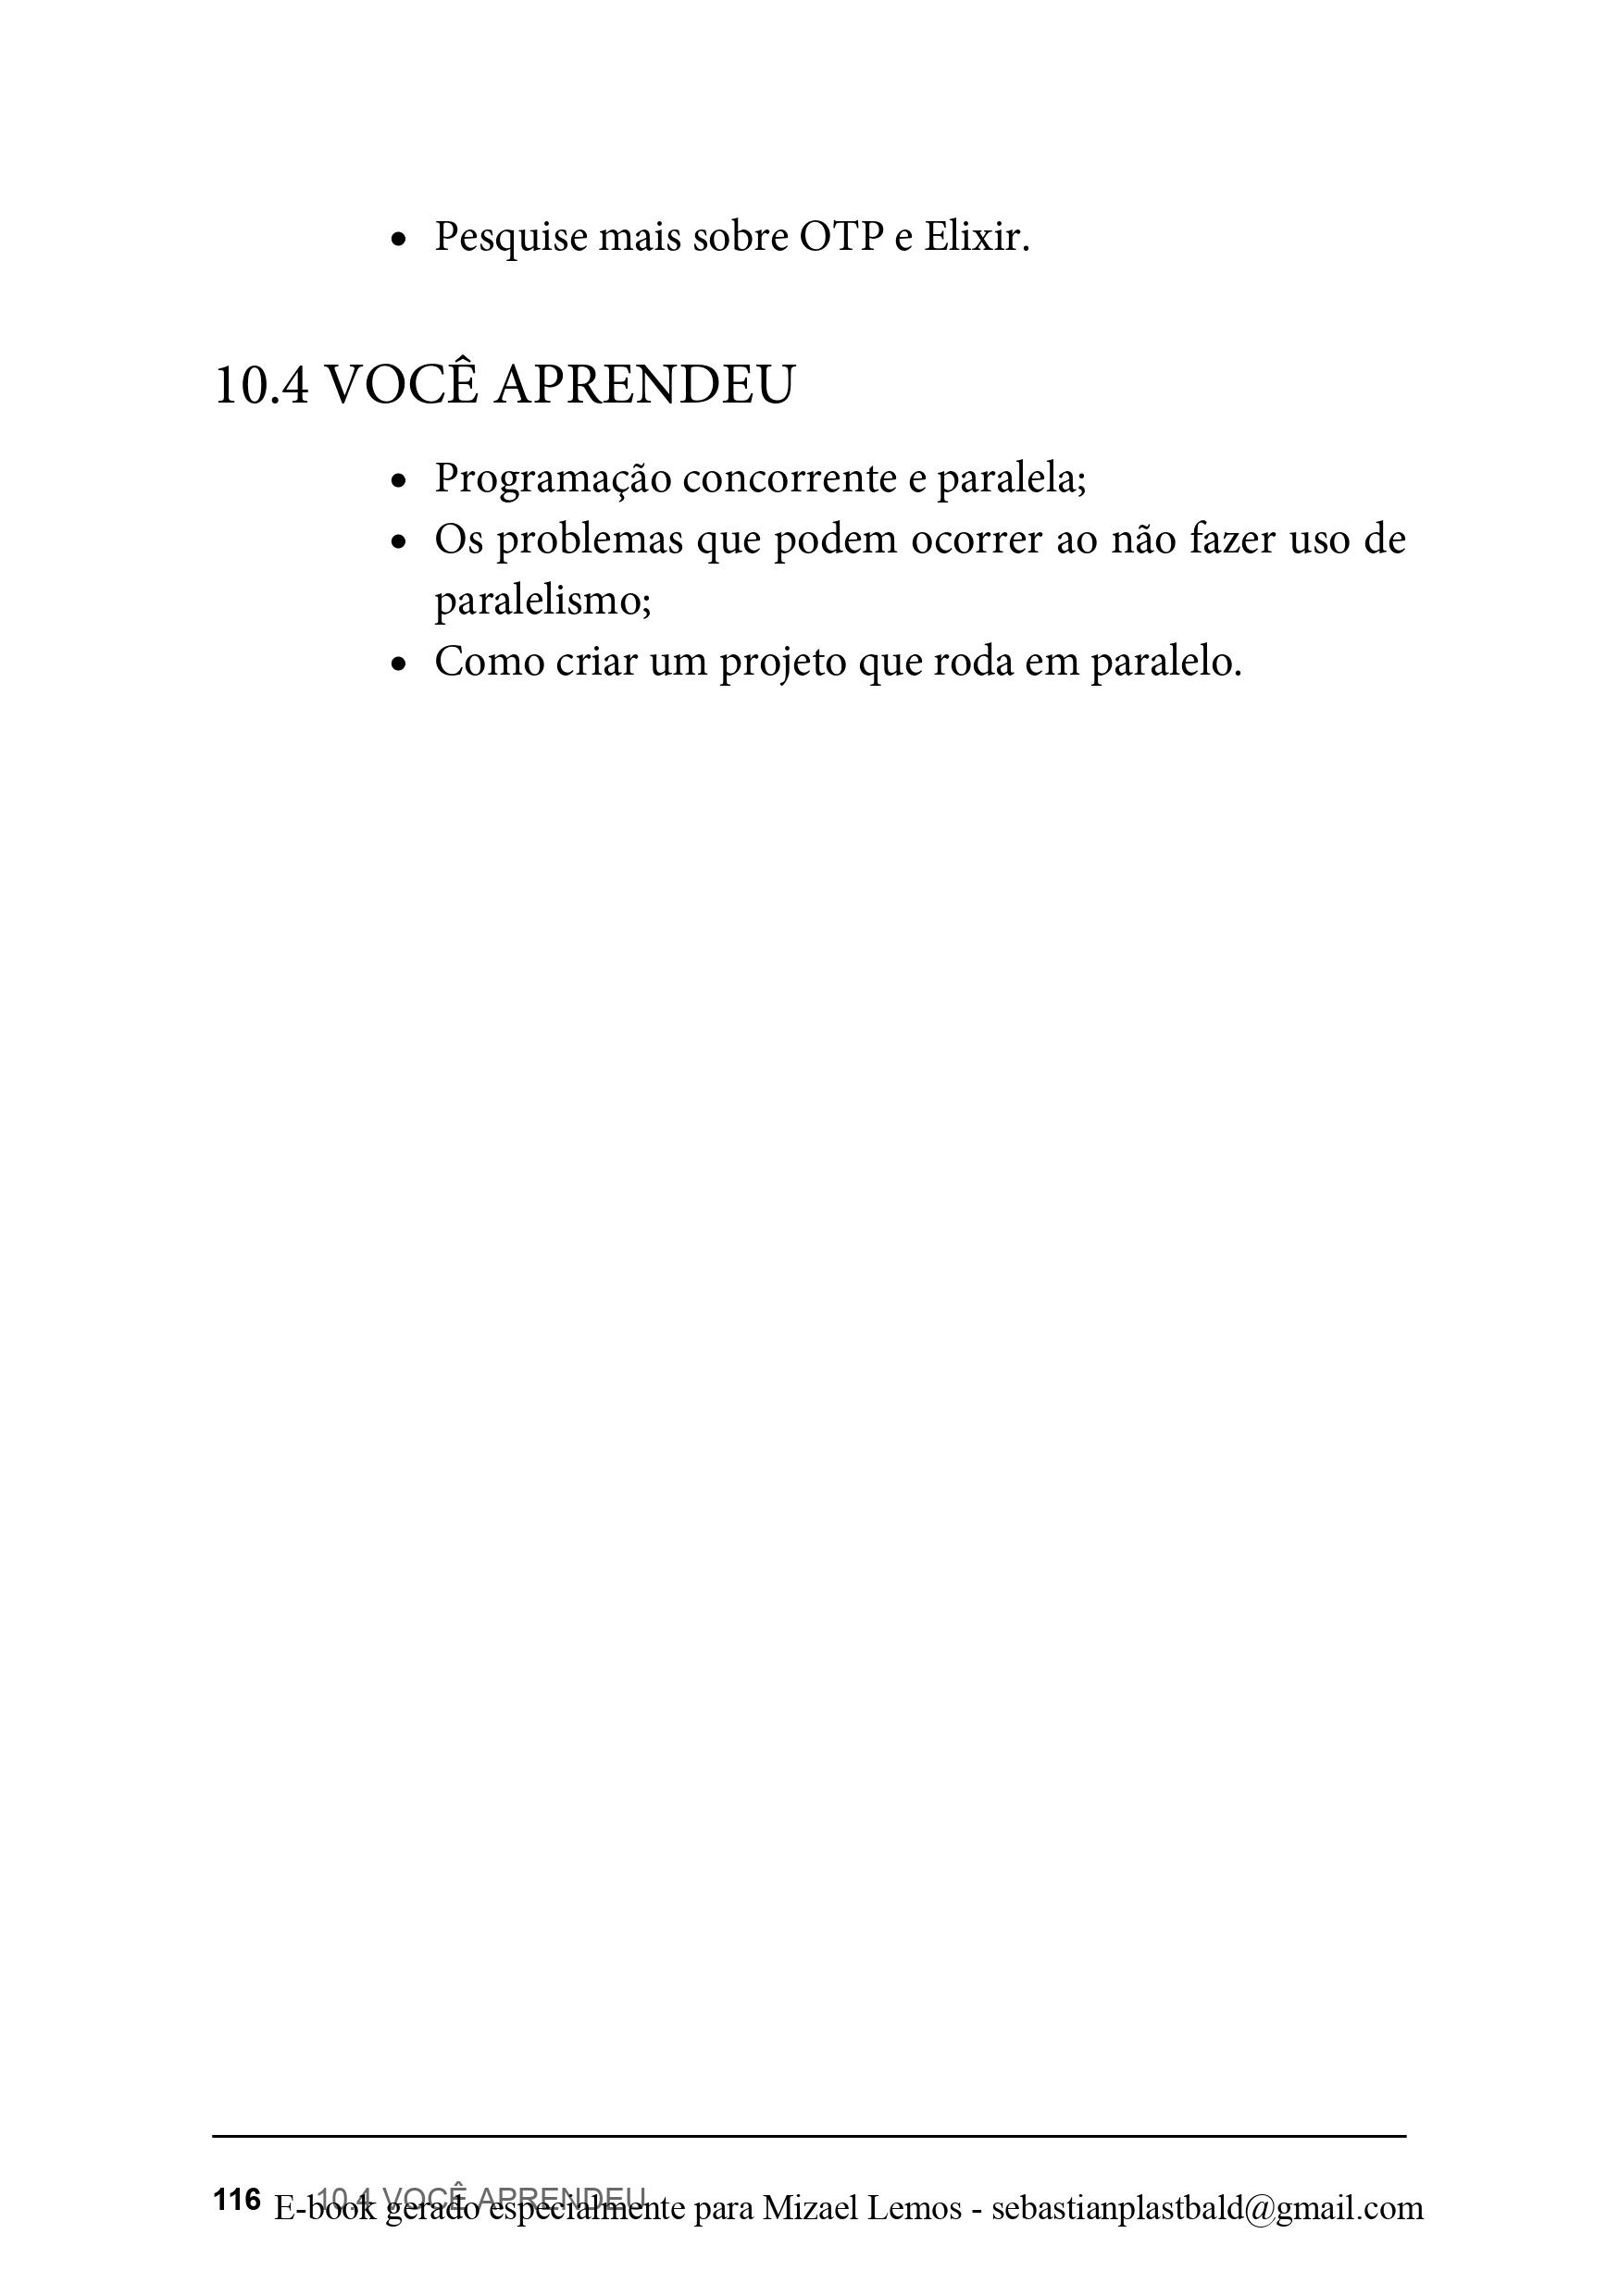 • Pesquise mais sobre OTP e Elixir.
10.4 VOCÊ APRENDEU
• Programação concorrente e paralela;
• Os problemas que podem ocorrer ao não fazer uso de
paralelismo;
• Como criar um projeto que roda em paralelo.
116 10.4 VOCÊ APRENDEU
E-book gerado especialmente para Mizael Lemos - sebastianplastbald@gmail.com